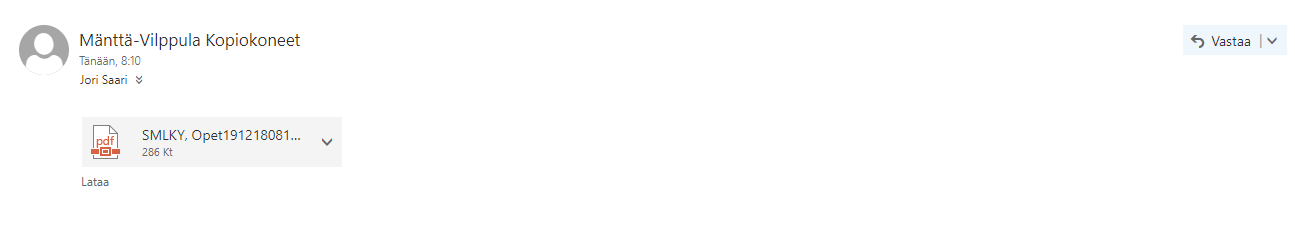 Mänttä-Vilppula Kopiokoneet
Vastaa
Tänään, 8:10
Jori Saari
pdf
SMLKY, Opet191218081...
286 Kt
Lataa